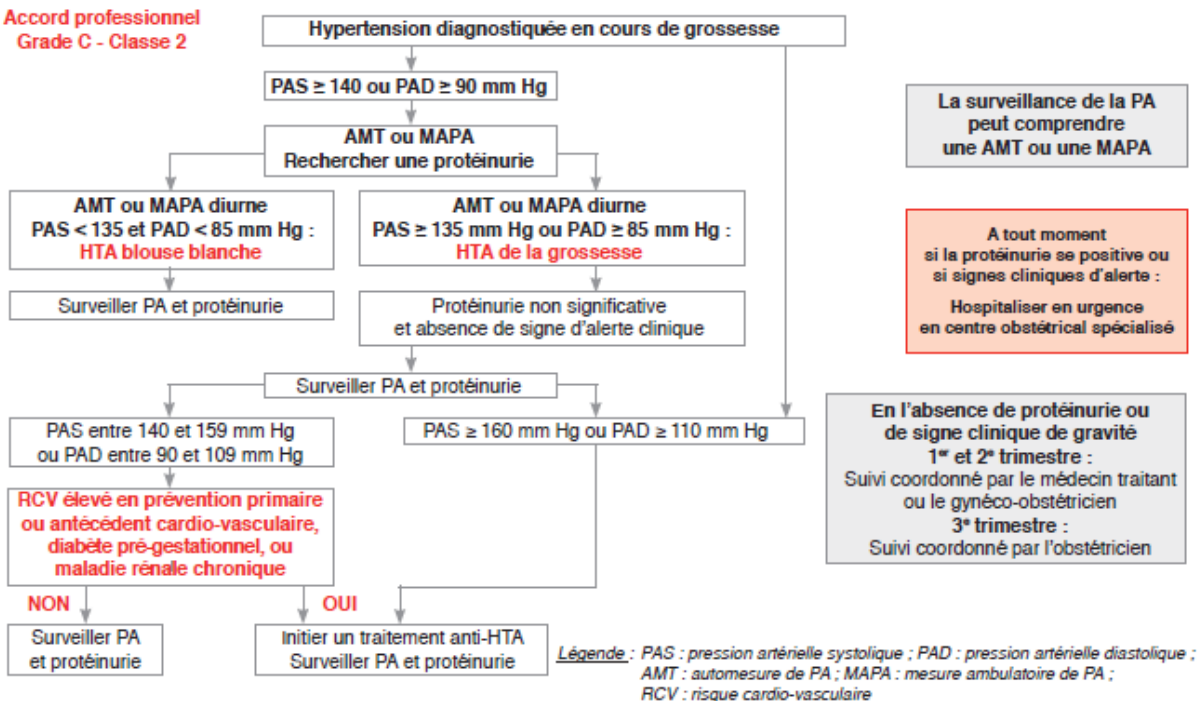 Accord professionnel
Grade C - Classe 2
Hypertension diagnostiquée en cours de grossesse
PAS ≥ 140 ou PAD ≥ 90 mm Hg
AMT ou MAPA
Rechercher une protéinurie
AMT ou MAPA diurne
PAS < 135 et PAD < 85 mm Hg :
HTA blouse blanche
AMT ou MAPA diurne
PAS ≥ 135 mm Hg ou PAD ≥ 85 mm Hg :
HTA de la grossesse
Surveiller PA et protéinurie
Protéinurie non significative
et absence de signe d'alerte clinique
Surveiller PA et protéinurie
PAS entre 140 et 159 mm Hg
ou PAD entre 90 et 109 mm Hg
PAS ≥ 160 mm Hg ou PAD ≥ 110 mm Hg
RCV élevé en prévention primaire
ou antécédent cardio-vasculaire,
diabète pré-gestationnel, ou
maladie rénale chronique
NON
OUI
Surveiller PA
et protéinurie
Initier un traitement anti-HTA
Surveiller PA et protéinurie
La surveillance de la PA
peut comprendre
une AMT ou une MAPA
A tout moment
si la protéinurie se positive ou
si signes cliniques d'alerte :
Hospitaliser en urgence
en centre obstétrical spécialisé
En l'absence de protéinurie ou
de signe clinique de gravité
1er et 2e trimestre :
Suivi coordonné par le médecin traitant
ou le gynéco-obstétricien
3e trimestre :
Suivi coordonné par l'obstétricien
Légende : PAS : pression artérielle systolique ; PAD : pression artérielle diastolique ;
AMT : automesure de PA ; MAPA : mesure ambulatoire de PA ;
RCV : risque cardio-vasculaire